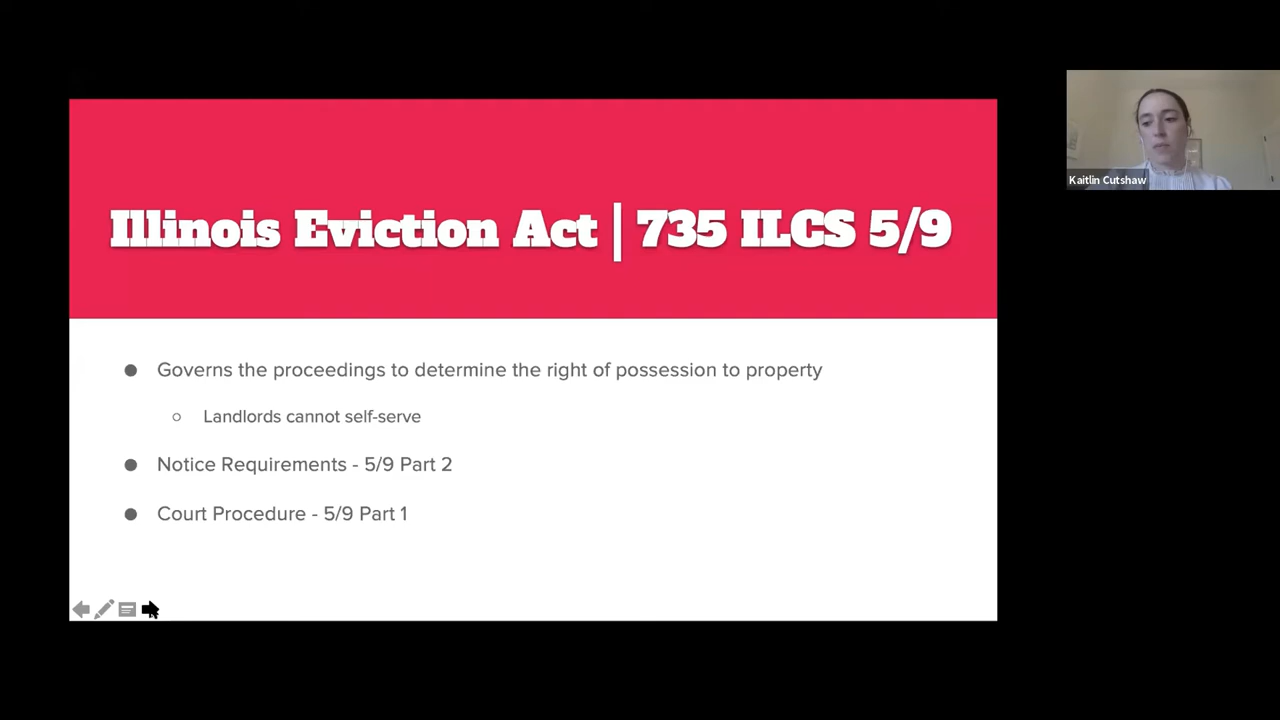 Illinois Eviction Act | 735 ILCS 5/9
Kaitlin Cutshaw
Governs the proceedings to determine the right of possession to property
Landlords cannot self-serve
Notice Requirements - 5/9 Part 2
Court Procedure - 5/9 Part 1